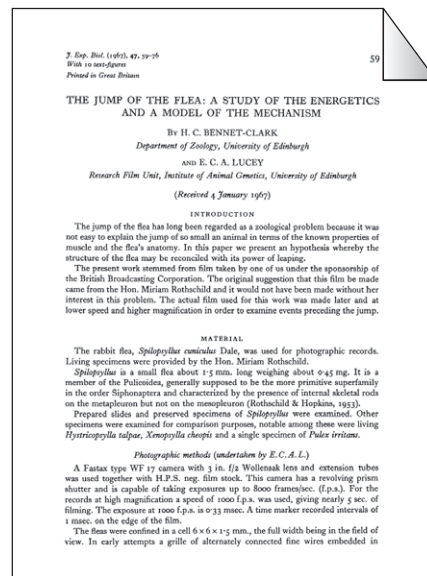 J. Exp. Biol. (1967), 47, 59-76
With 10 text-figures
Printed in Great Britain
59
THE JUMP OF THE FLEA: A STUDY OF THE ENERGETICS
AND A MODEL OF THE MECHANISM
BY H. C. BENNET-CLARK
Department of Zoology, University of Edinburgh
AND E. C. A. LUCEY
Research Film Unit, Institute of Animal Genetics, University of Edinburgh
(Received 4 January 1967)
INTRODUCTION
The jump of the flea has long been regarded as a zoological problem because it was
not easy to explain the jump of so small an animal in terms of the known properties of
muscle and the flea's anatomy. In this paper we present an hypothesis whereby the
structure of the flea may be reconciled with its power of leaping.
The present work stemmed from film taken by one of us under the sponsorship of
the British Broadcasting Corporation. The original suggestion that this film be made
came from the Hon. Miriam Rothschild and it would not have been made without her
interest in this problem. The actual film used for this work was made later and at
lower speed and higher magnification in order to examine events preceding the jump.
MATERIAL
The rabbit flea, Spilopsyllus cuniculus Dale, was used for photographic records.
Living specimens were provided by the Hon. Miriam Rothschild.
Spilopsyllus is a small flea about 1·5 mm. long weighing about 0·45 mg. It is a
member of the Pulicoidea, generally supposed to be the more primitive superfamily
in the order Siphonaptera and characterized by the presence of internal skeletal rods
on the metapleuron but not on the mesopleuron (Rothschild & Hopkins, 1953).
Prepared slides and preserved specimens of Spilopsyllus were examined. Other
specimens were examined for comparison purposes, notable among these were living
Hystricopsylla talpae, Xenopsylla cheopis and a single specimen of Pulex irritans.
Photographic methods (undertaken by E.C.A.L.)
A Fastax type WF 17 camera with 3 in. f/2 Wollensak lens and extension tubes
was used together with H.P.S. neg. film stock. This camera has a revolving prism
shutter and is capable of taking exposures up to 8000 frames/sec. (f.p.s.). For the
records at high magnification a speed of 1000 f.p.s. was used, giving nearly 5 sec. of
filming. The exposure at 1000 f.p.s. is 0·33 msec. A time marker recorded intervals of
1 msec. on the edge of the film.
The fleas were confined in a cell 6 x 6 x 1·5 mm., the full width being in the field of
view. In early attempts a grille of alternately connected fine wires embedded in